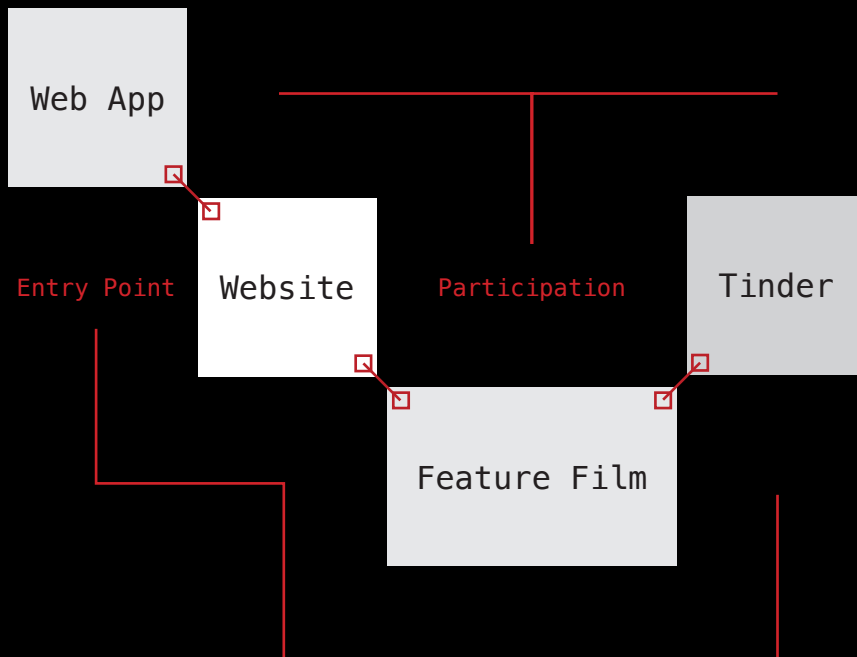 Web App
Entry Point
Website
Participation
Tinder
Feature Film